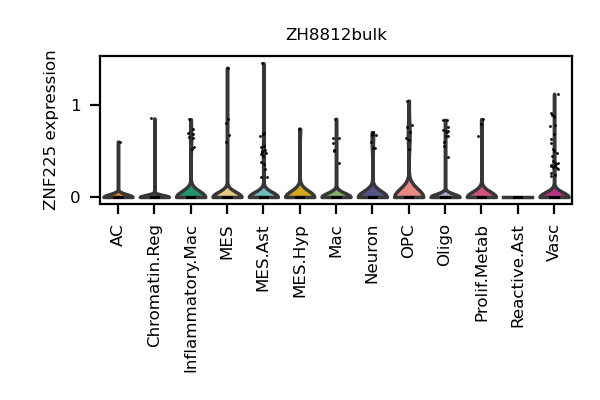 ZH8812bulk
ZNF225 expression
1
0
AC
Chromatin.Reg
Inflammatory.Mac
MES
MES.Ast
MES.Hyp
Mac
Neuron
OPC
Oligo
Prolif.Metab
Reactive.Ast
Vasc